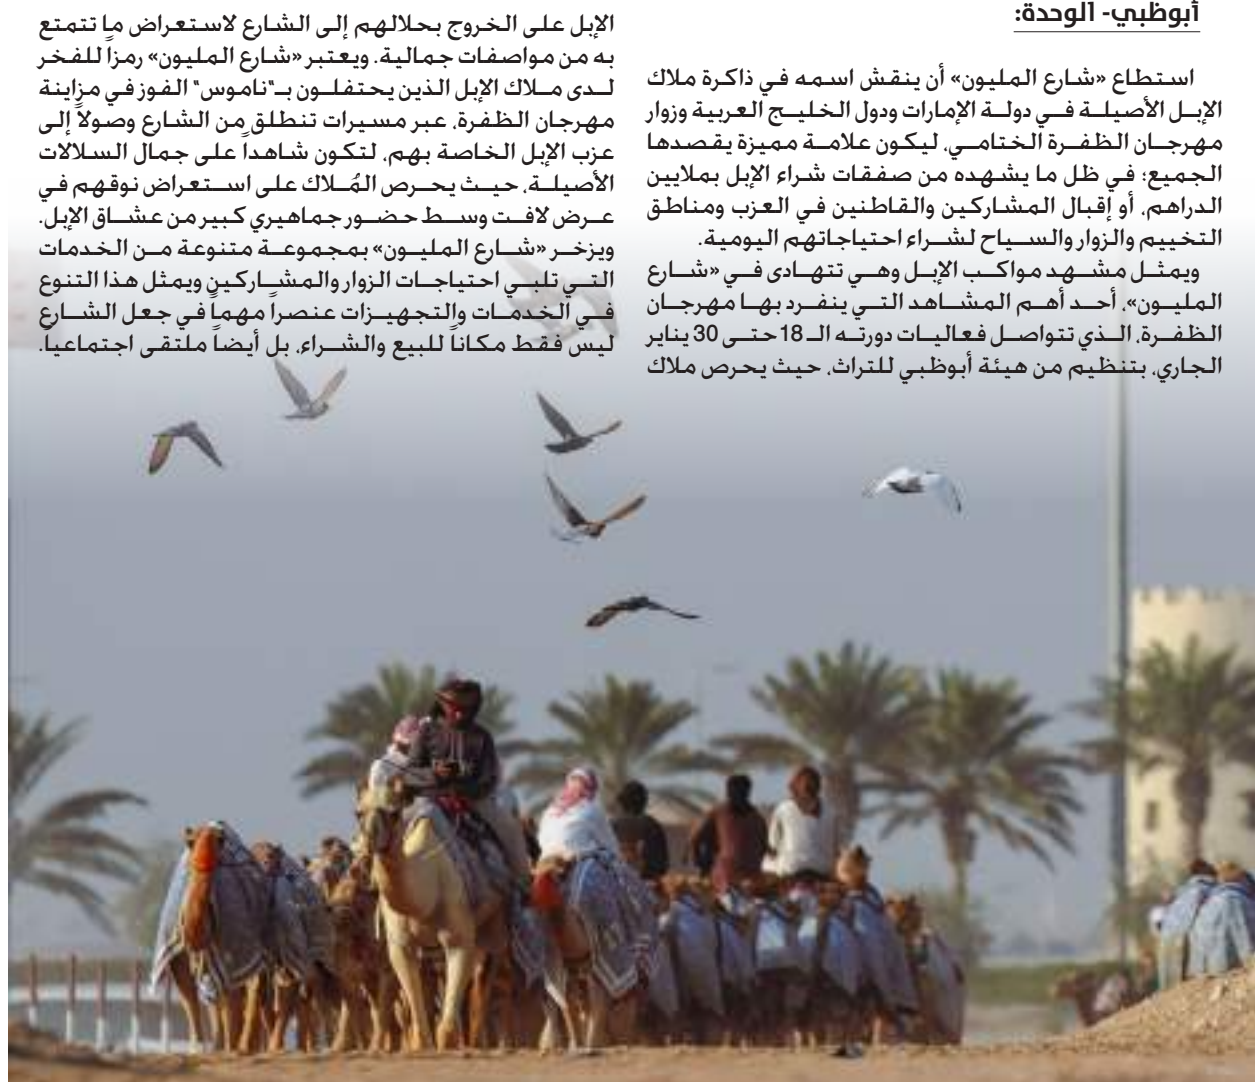 أبوظبي- الوحدة:
استطاع «شارع المليون» أن ينقش اسمه في ذاكرة ملاك
الإبل الأصيلة في دولة الإمارات ودول الخليج العربية وزوار
مهرجان الظفرة الختامي، ليكون علامة مميزة يقصدها
الجميع؛ في ظل ما يشهده من صفقات شراء الإبل بملايين
الدراهم، أو إقبال المشاركين والقاطنين في العزب ومناطق
التخييم والزوار والسياح لشراء احتياجاتهم اليومية.
ويمثل مشهد مواكب الإبل وهي تتهادى في «شارع
المليون»، أحد أهم المشاهد التي ينفرد بها مهرجان
الظفرة، الذي تتواصل فعاليات دورته الـ 18 حتى 30 يناير
الجاري، بتنظيم من هيئة أبوظبي للتراث، حيث يحرص ملاك
الإبل على الخروج بحلالهم إلى الشارع لاستعراض ما تتمتع
به من مواصفات جمالية. ويعتبر «شارع المليون» رمزاً للفخر
لدى ملاك الإبل الذين يحتفلون بـ"ناموس" الفوز في مزاينة
مهرجان الظفرة، عبر مسيرات تنطلق من الشارع وصولاً إلى
عزب الإبل الخاصة بهم، لتكون شاهداً على جمال السلالات
الأصيلة، حيث يحرص المُلاك على استعراض نوقهم في
عرض لافت وسط حضور جماهيري كبير من عشاق الإبل.
ويزخر «شارع المليون» بمجموعة متنوعة من الخدمات
التي تلبي احتياجات الزوار والمشاركين ويمثل هذا التنوع
في الخدمات والتجهيزات عنصراً مهماً في جعل الشارع
ليس فقط مكاناً للبيع والشراء، بل أيضاً ملتقى اجتماعياً.